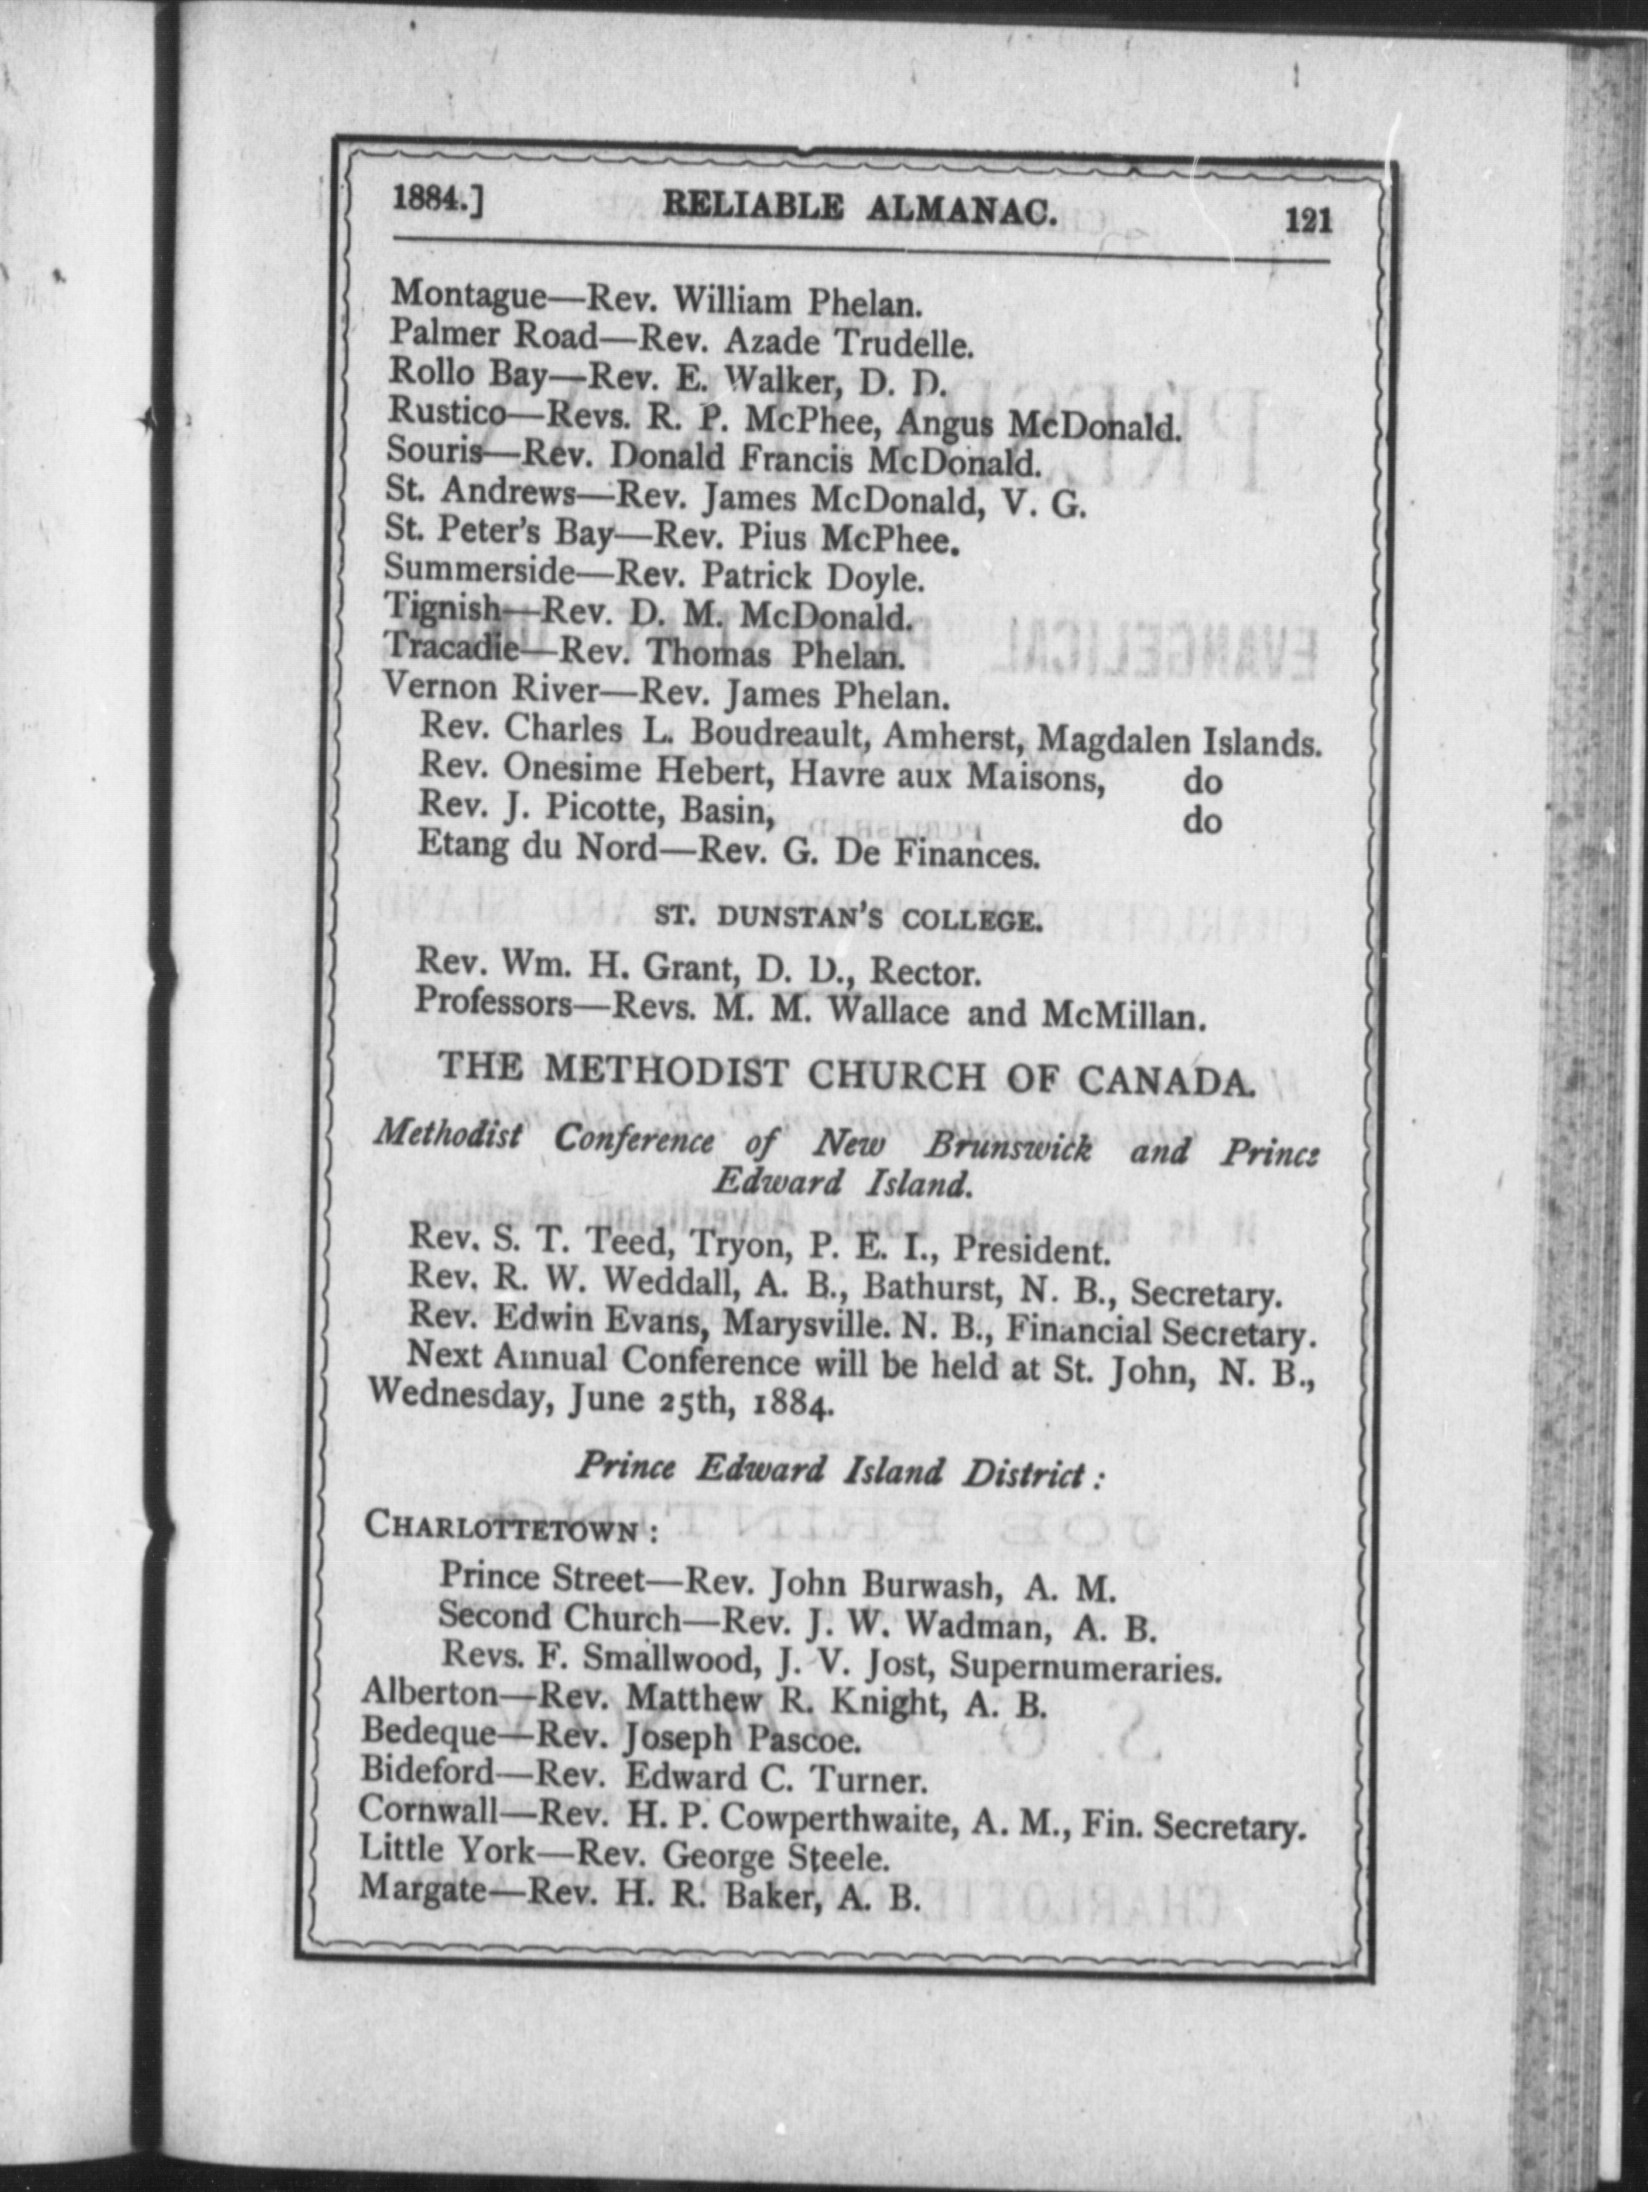 1884.] RELIABLE ALMANAC. 121
Montague—Rev. William Phelan.
Palmer Road—Rev. Azade Trudelle.
Rollo Bay—Rev. E. Walker, D. D.
Rustico—Revs. R. P. McPhee, Angus McDonald.
Souris—Rev. Donald Francis McDonald.
St. Andrews—Rev. James McDonald, V. G.
St. Peter's Bay—Rev. Pius McPhee.
Summerside—Rev. Patrick Doyle.
Tignish—Rev. D. M. McDonald.
Tracadie—Rev. Thomas Phelan.
Vernon River—Rev. James Phelan.
Rev. Charles L. Boudreault, Amherst, Magdalen Islands.
Rev. Onesime Hebert, Havre aux Maisons, do
Rev. J. Picotte, Basin, do
Etang du Nord—Rev. G. De Finances.
ST. DUNSTAN'S COLLEGE.
Rev. Wm. H. Grant, D. D., Rector.
Professors—Revs. M. M. Wallace and McMillan.
THE METHODIST CHURCH OF CANADA.
Methodist Conference of New Brunswick and Prince
Edward Island.
Rev. S. T. Teed, Tryon, P. E. I., President.
Rev. R. W. Weddall, A. B., Bathurst, N. B., Secretary.
Rev. Edwin Evans, Marysville. N. B., Financial Secretary.
Next Annual Conference will be held at St. John, N. B.,
Wednesday, June 25th, 1884.
Prince Edward Island District:
CHARLOTTETOWN:
Prince Street—Rev. John Burwash, A. M.
Second Church—Rev. J. W. Wadman, A. B.
Revs. F. Smallwood, J. V. Jost, Supernumeraries.
Alberton—Rev. Matthew R. Knight, A. B.
Bedeque—Rev. Joseph Pascoe.
Bideford—Rev. Edward C. Turner.
Cornwall—Rev. H. P. Cowperthwaite, A. M., Fin. Secretary.
Little York—Rev. George Steele.
Margate—Rev. H. R. Baker, A. B.